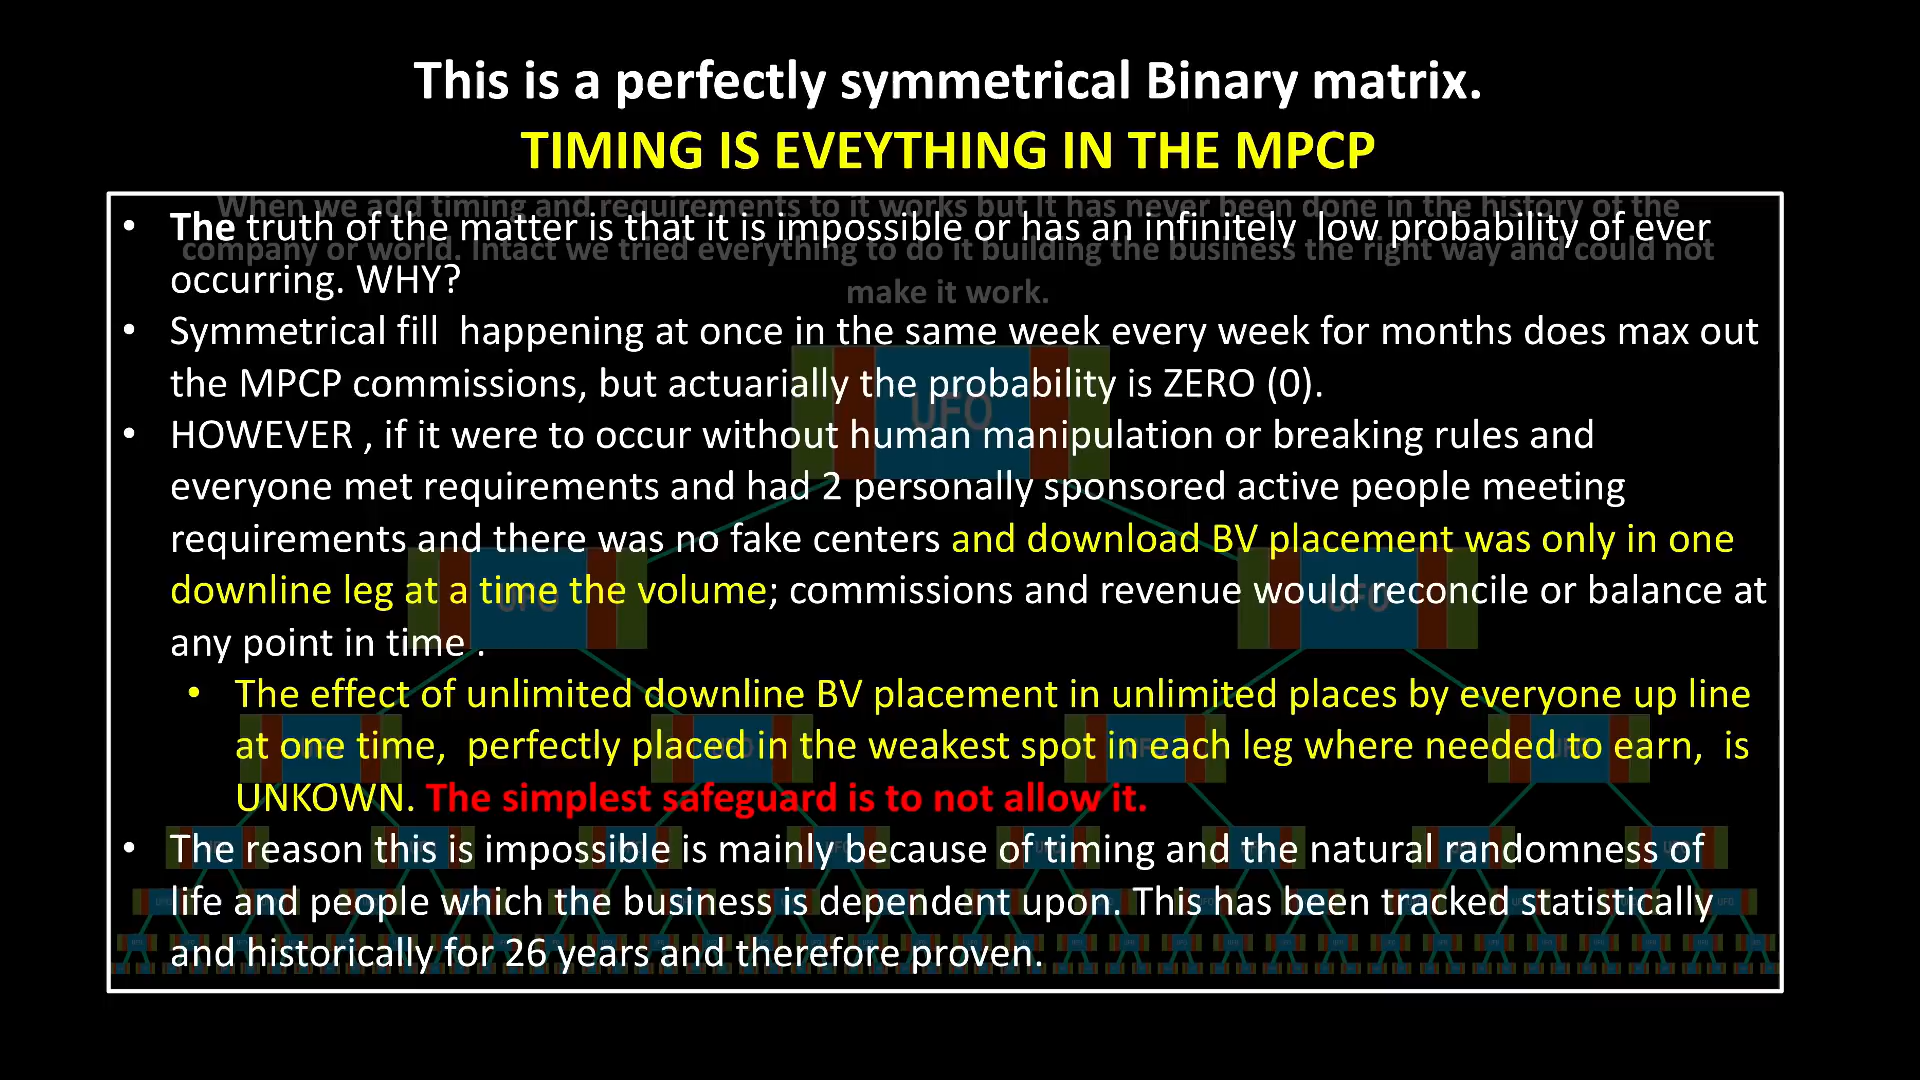 This is a perfectly symmetrical Binary matrix.
TIMING IS EVEYTHING IN THE MPCP
When we add timing and requirements to it works but It has never been done in the history of the
company or world. Intact we tried everything to do it building the business the right way and could not
make it work.
• The truth of the matter is that it is impossible or has an infinitely low probability of ever
occurring. WHY?
• Symmetrical fill happening at once in the same week every week for months does max out
the MPCP commissions, but actuarially the probability is ZERO (0).
• HOWEVER , if it were to occur without human manipulation or breaking rules and
everyone met requirements and had 2 personally sponsored active people meeting
requirements and there was no fake centers and download BV placement was only in one
downline leg at a time the volume; commissions and revenue would reconcile or balance at
any point in time .
• The effect of unlimited downline BV placement in unlimited places by everyone up line
at one time, perfectly placed in the weakest spot in each leg where needed to earn, is
UNKOWN. The simplest safeguard is to not allow it.
• The reason this is impossible is mainly because of timing and the natural randomness of
life and people which the business is dependent upon. This has been tracked statistically
and historically for 26 years and therefore proven.
UFO
UFO
UFO